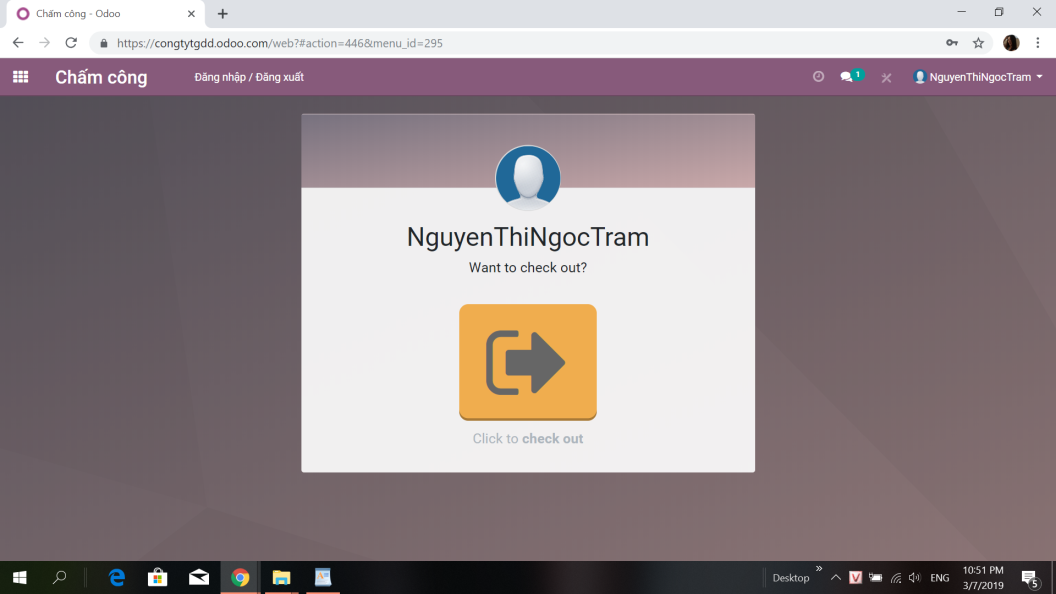 Chấm công - Odoo
https://congtytgdd.odoo.com/web?#action=446&menu_id=295
Chấm công
Đăng nhập / Đăng xuất
1
NguyenThiNgocTram
NguyenThiNgocTram
Want to check out?
Click to check out
Desktop
V
ENG
10:51 PM
3/7/2019
5